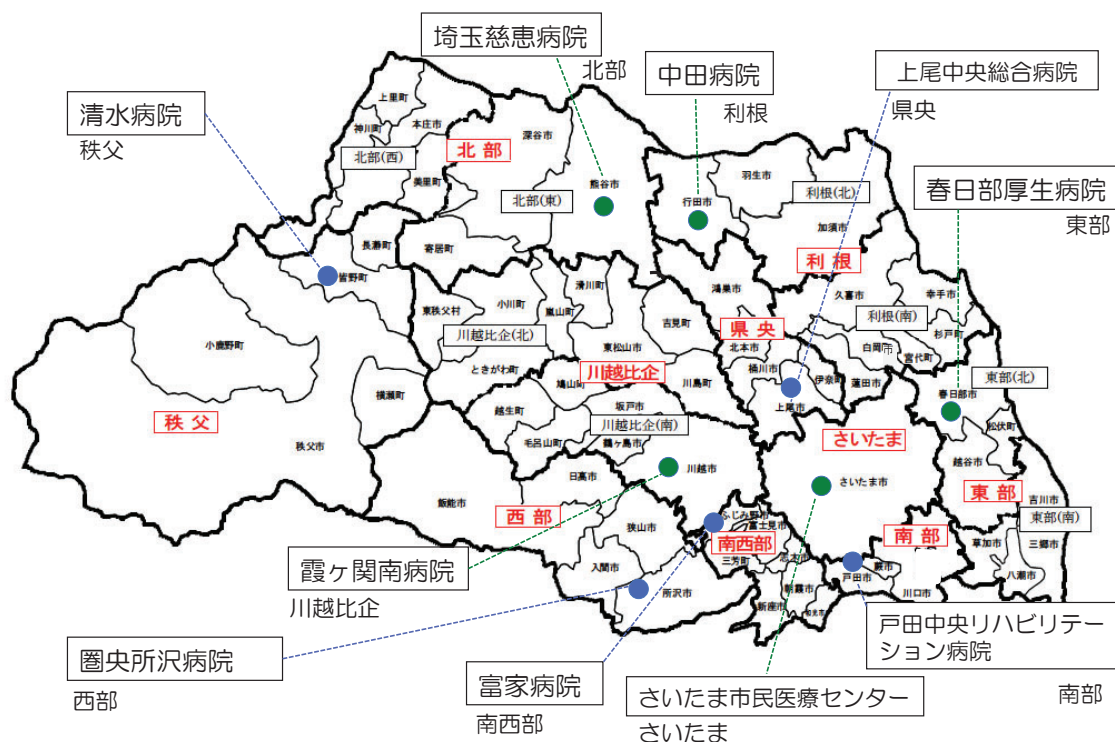 埼玉慈恵病院
北部
中田病院
利根
上尾中央総合病院
県央
清水病院
秩父
春日部厚生病院
東部
上里町
神川町
本庄市
北部(西)
美里町
北部
深谷市
北部(東)
熊谷市
行田市
羽生市
利根(北)
加須市
利根
長瀞町
皆野町
寄居町
小鹿野町
横瀬町
秩父
秩父市
東秩父村
小川町
嵐山町
滑川町
吉見町
川越比企(北)
東松山市
ときがわ町
鳩山町
川越比企
川島町
越生町
坂戸市
川越比企(南)
毛呂山町
鶴ヶ島市
川越市
鴻巣市
県央
北本市
桶川市
伊奈町
上尾市
久喜市
幸手市
利根(南)
杉戸町
白岡市
宮代町
蓮田市
東部(北)
春日部市
松伏町
さいたま
さいたま市
越谷市
東部
吉川市
東部(南)
草加市
三郷市
八潮市
日高市
飯能市
西部
狭山市
入間市
所沢市
ふじみ野市
富士見市
南西部
三芳町
志木市
朝霞市
新座市
和光市
南部
蕨市
戸田市
川口市
霞ヶ関南病院
川越比企
圏央所沢病院
西部
富家病院
南西部
さいたま市民医療センター
さいたま
戸田中央リハビリテー
ション病院
南部